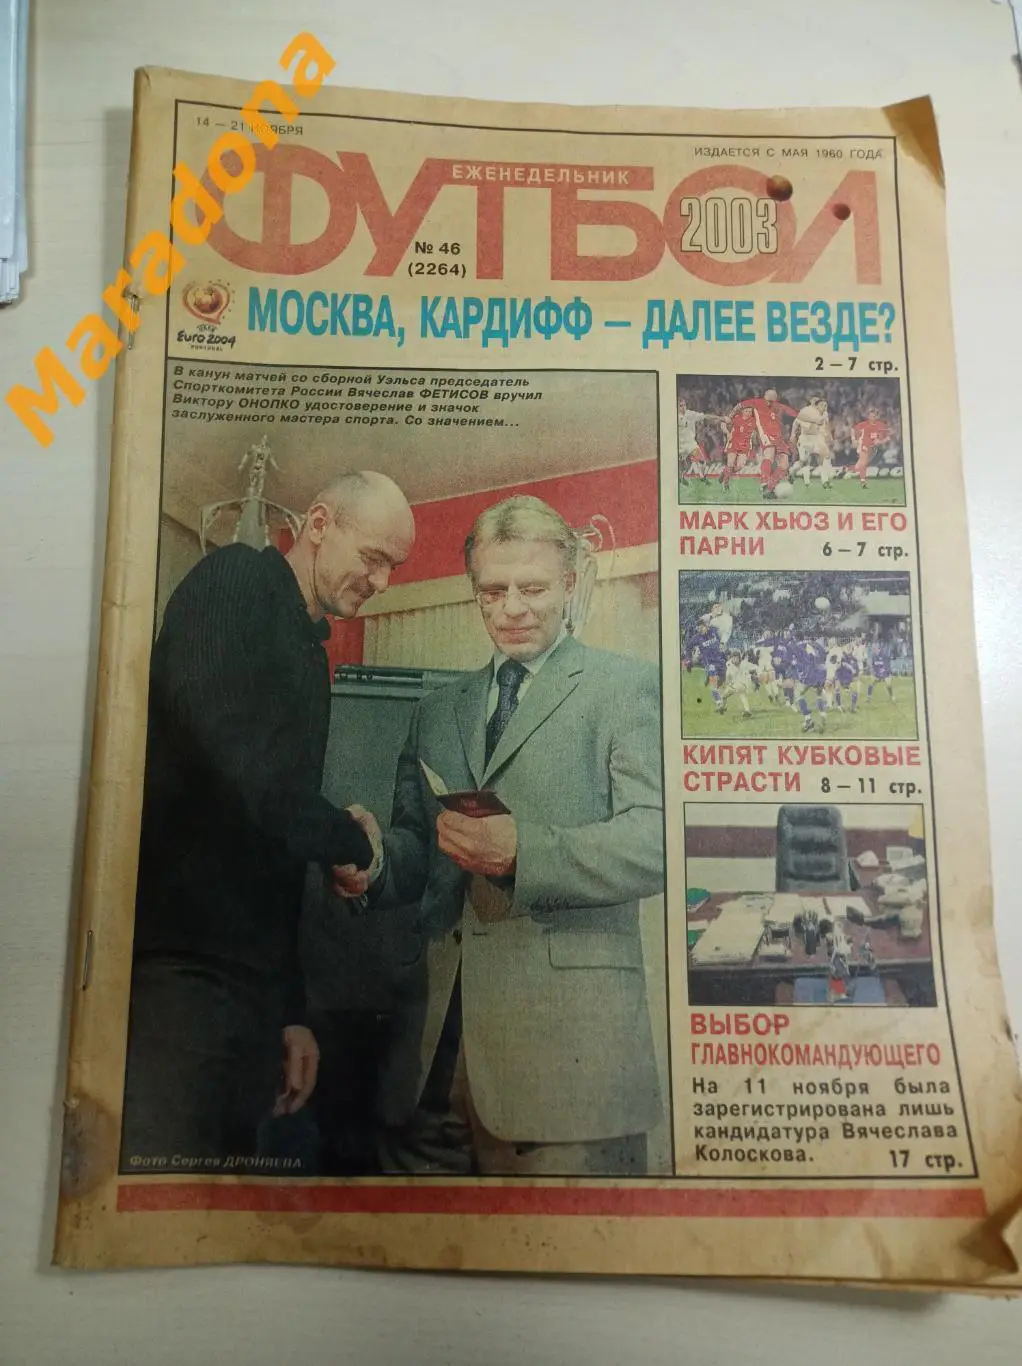 Maradona
14 – 21 НОЯБРЯ
ИЗДАЕТСЯ С МАЯ 1960 ГОДА
ЕЖЕНЕДЕЛЬНИК
ФУТБОЛ
2003
№ 46
(2264)
Euro 2004
МОСКВА, КАРДИФФ – ДАЛЕЕ ВЕЗДЕ?
2 – 7 стр.
В канун матчей со сборной Уэльса председатель
Спорткомитета России Вячеслав ФЕТИСОВ вручил
Виктору ОНОПКО удостоверение и значок
заслуженного мастера спорта. Со значением...
МАРК ХЬЮЗ И ЕГО
ПАРНИ 6 – 7 стр.
КИПЯТ КУБКОВЫЕ
СТРАСТИ 8 – 11 стр.
ВЫБОР
ГЛАВНОКОМАНДУЮЩЕГО
На 11 ноября была
зарегистрирована лишь
кандидатура Вячеслава
Колоскова. 17 стр.
Фото Сергея ДРОНЯЕВА.